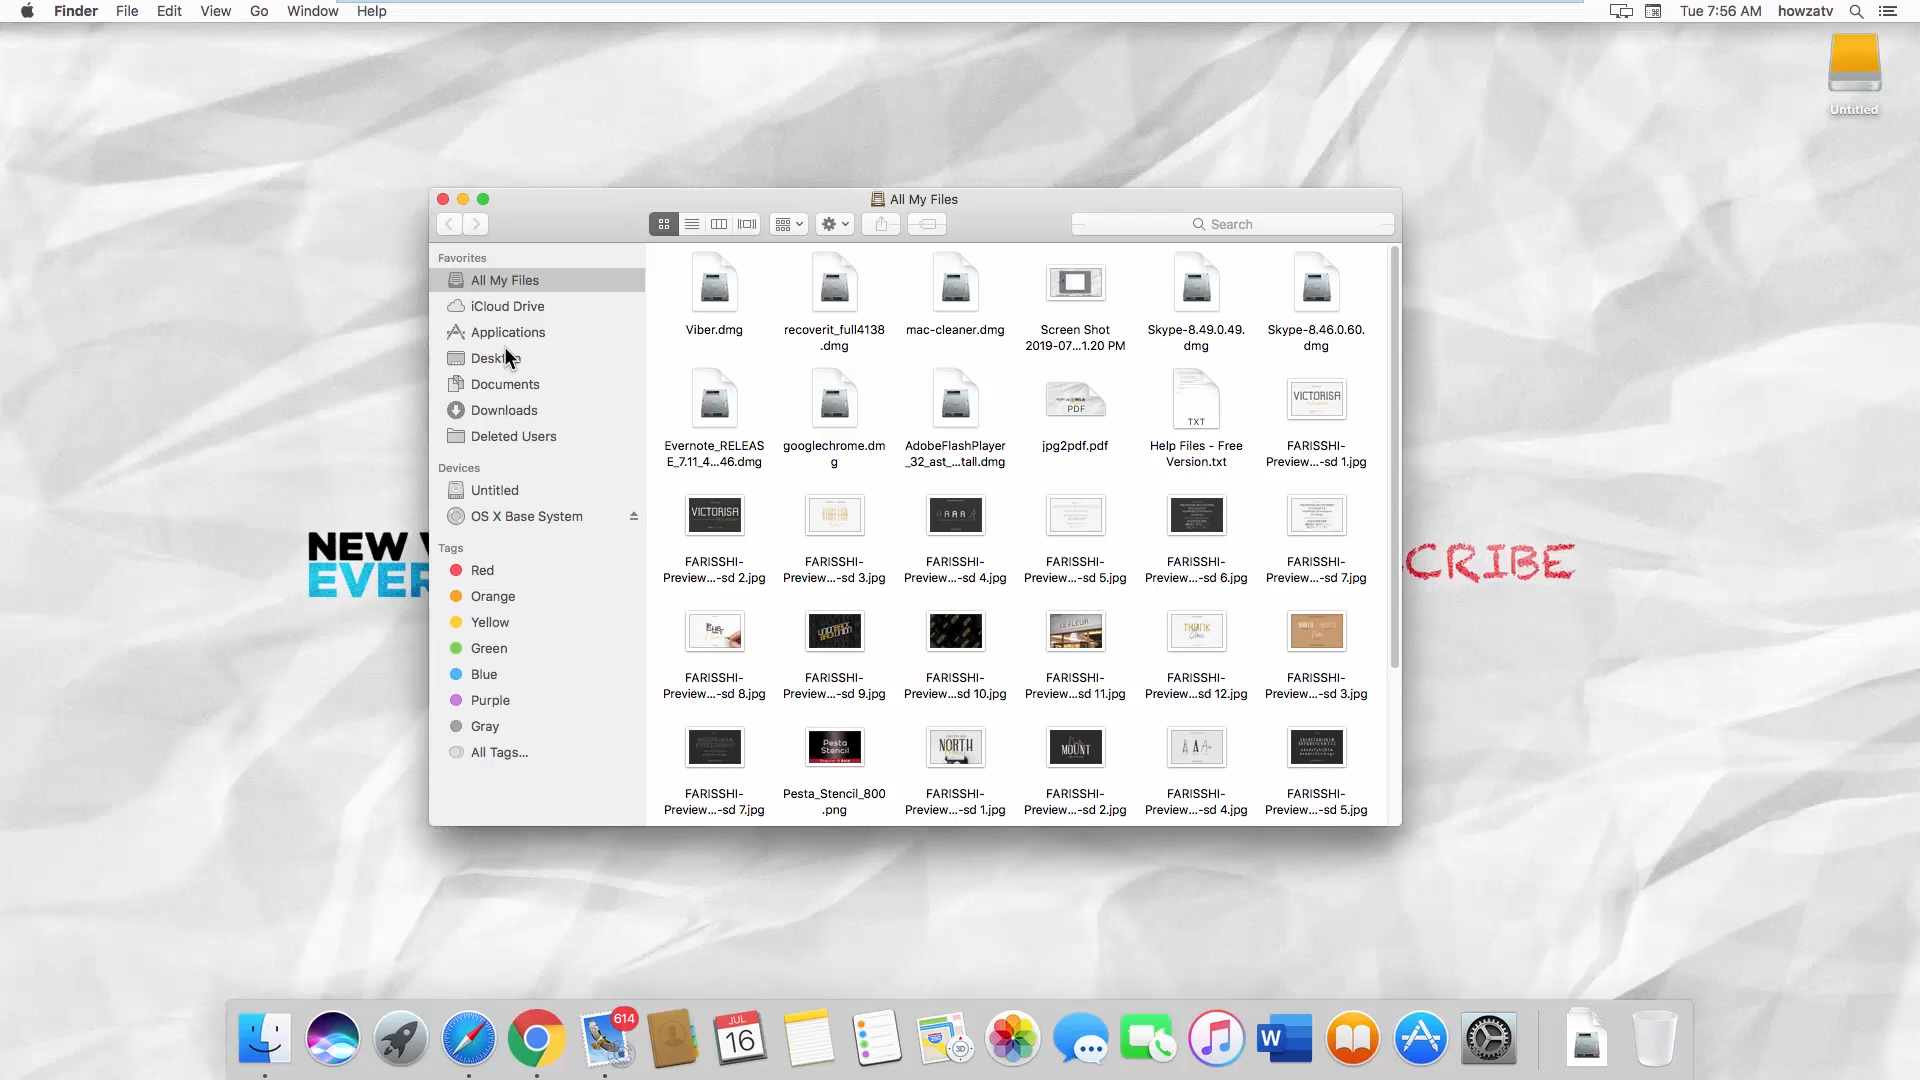 Finder File Edit View Go Window Help
Tue 7:56 AM howzatv
Untitled
All My Files
Search
Favorites
All My Files
iCloud Drive
Applications
Documents
Downloads
Deleted Users
Devices
Untitled
OS X Base System
Tags
Red
Orange
Yellow
Green
Blue
Purple
Gray
All Tags...
Viber.dmg
recoverit_full4138
.dmg
mac-cleaner.dmg
Screen Shot
2019-07...1.20 PM
Skype-8.49.0.49.
dmg
Skype-8.46.0.60.
dmg
Evernote_RELEAS
E_7.11_4...46.dmg
googlechrome.dm
g
AdobeFlashPlayer
_32_ast_...tall.dmg
PDF
jpg2pdf.pdf
TXT
Help Files - Free
Version.txt
VICTORISA
FARISSHI-
Preview...-sd 1.jpg
VICTORISA
FARISSHI-
Preview...-sd 2.jpg
FARISSHI-
Preview...-sd 3.jpg
FARISSHI-
Preview...-sd 4.jpg
FARISSHI-
Preview...-sd 5.jpg
FARISSHI-
Preview...-sd 6.jpg
FARISSHI-
Preview...-sd 7.jpg
FARISSHI-
Preview...-sd 8.jpg
FARISSHI-
Preview...-sd 9.jpg
FARISSHI-
Preview...sd 10.jpg
LE FLEUR
FARISSHI-
Preview...sd 11.jpg
THANK
FARISSHI-
Preview...sd 12.jpg
FARISSHI-
Preview...-sd 3.jpg
FARISSHI-
Preview...-sd 7.jpg
Pesta
Stencil
Pesta_Stencil_800
.png
NORTH
FARISSHI-
Preview...-sd 1.jpg
MOUNT
FARISSHI-
Preview...-sd 2.jpg
FARISSHI-
Preview...-sd 4.jpg
FARISSHI-
Preview...-sd 5.jpg
NEW
EVER
CRIBE
614
JUL
16
3D
W